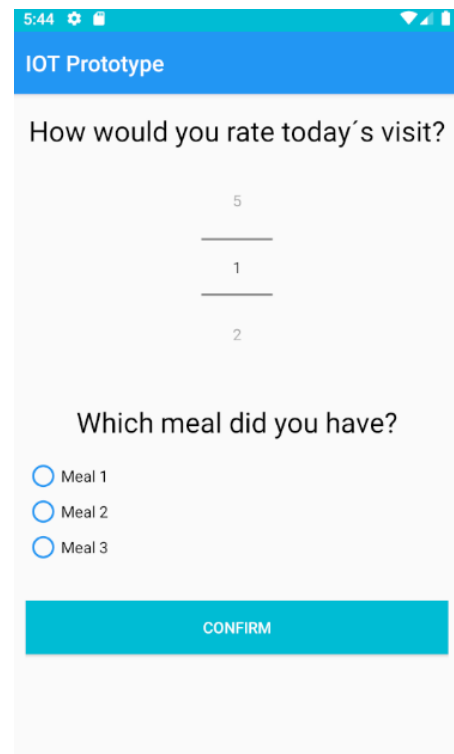 5:44
IOT Prototype
How would you rate today´s visit?
5
1
2
Which meal did you have?
Meal 1
Meal 2
Meal 3
CONFIRM